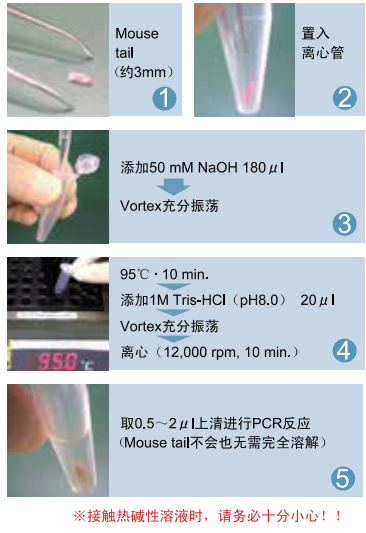 Mouse
tail
（约3mm）
1
置入
离心管
2
添加50 mM NaOH 180μl
Vortex充分振荡
3
95℃・10 min.
添加1M Tris-HCl（pH8.0） 20μl
Vortex充分振荡
离心（12,000 rpm, 10 min.）
4
95.0 ℃
取0.5～2μl上清进行PCR反应
（Mouse tail不会也无需完全溶解）
5
※接触热碱性溶液时，请务必十分小心！！